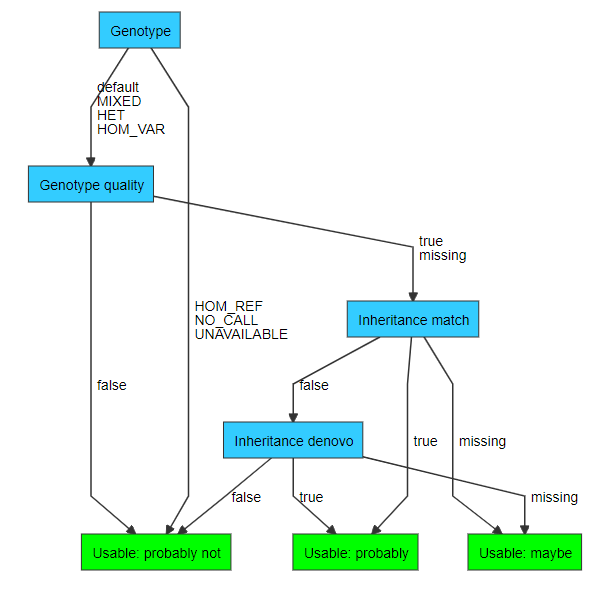 Genotype
default
MIXED
HET
HOM_VAR
Genotype quality
true
missing
HOM_REF
NO_CALL
UNAVAILABLE
Inheritance match
false
false
true
missing
Inheritance denovo
false
true
missing
Usable: probably not
Usable: probably
Usable: maybe